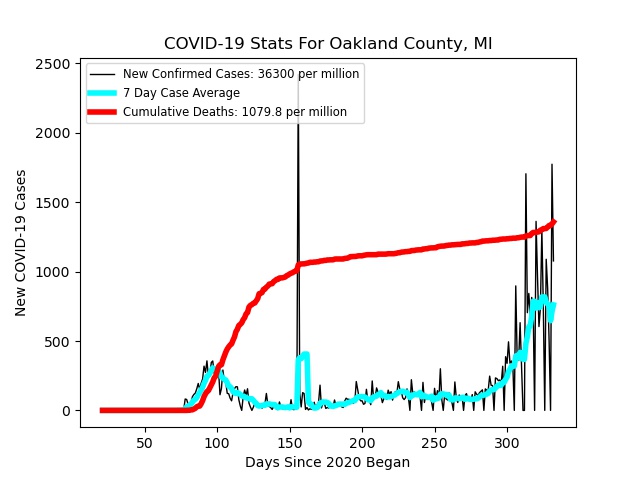 COVID-19 Stats For Oakland County, MI
New Confirmed Cases: 36300 per million
7 Day Case Average
Cumulative Deaths: 1079.8 per million
New COVID-19 Cases
2500
2000
1500
1000
500
0
50 100 150 200 250 300
Days Since 2020 Began